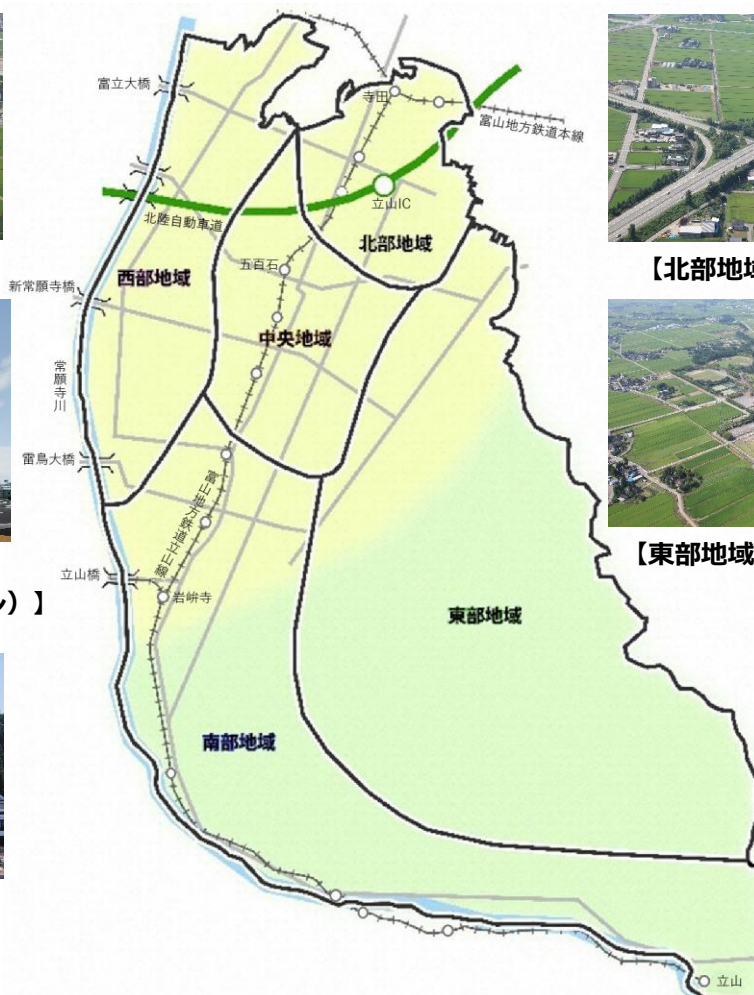 富立大橋
寺田
富山地方鉄道本線
立山IC
北陸自動車道
【北部地域
北部地域
五百石
西部地域
新常願寺橋
中央地域
常願寺川
雷鳥大橋
富山地方鉄道立山線
【東部地域
立山橋
岩峅寺
ン）】
東部地域
南部地域
立山